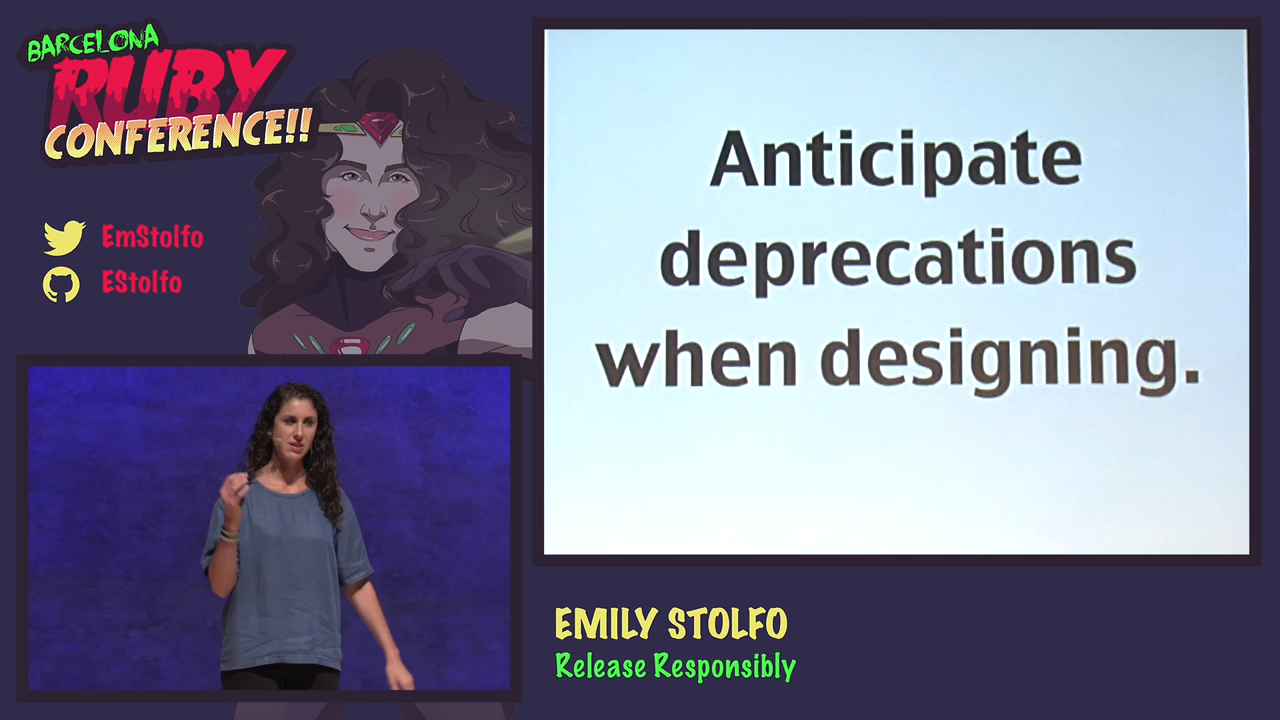 BARCELONA
RUBY
CONFERENCE!!
EmStolfo
EStolfo
Anticipate
deprecations
when designing.
EMILY STOLFO
Release Responsibly